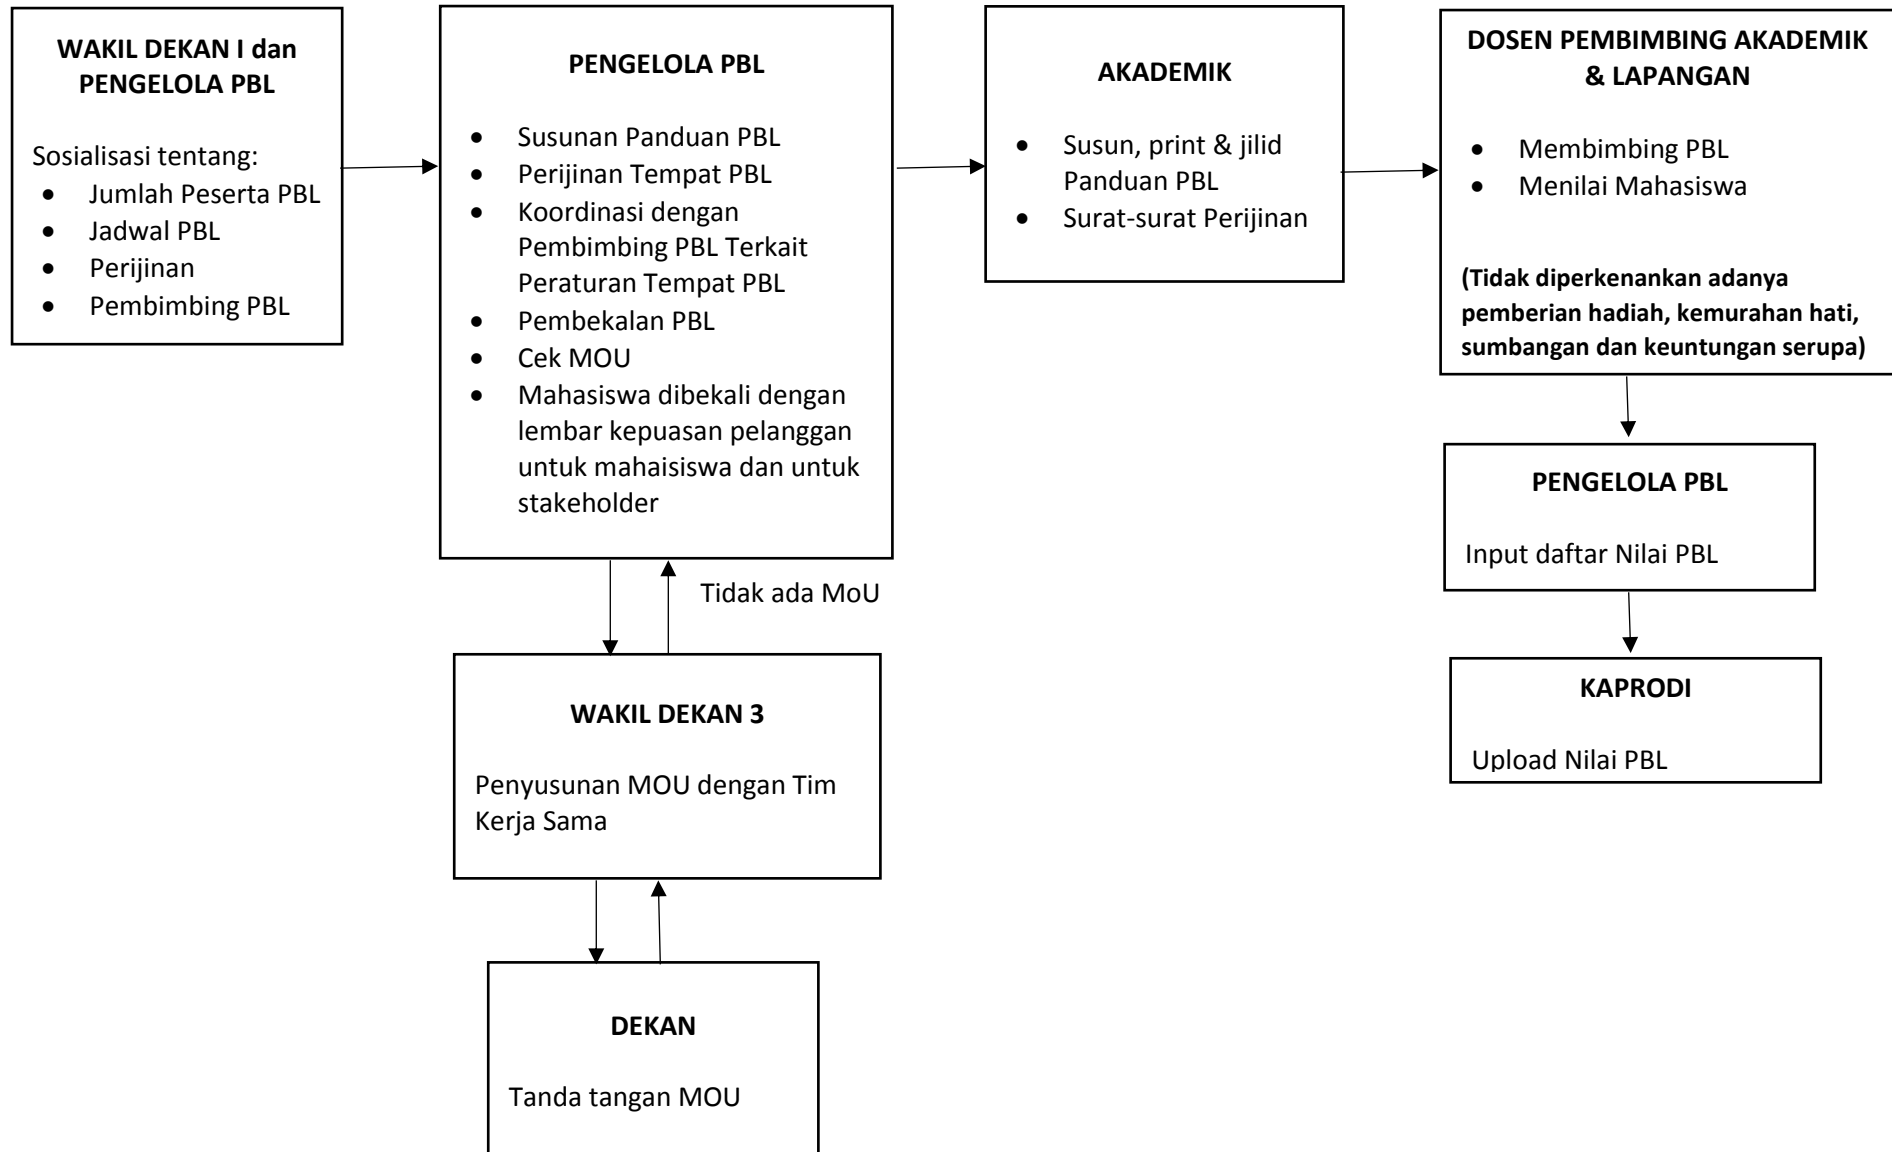 WAKIL DEKAN I dan
PENGELOLA PBL
Sosialisasi tentang:
• Jumlah Peserta PBL
• Jadwal PBL
• Perijinan
• Pembimbing PBL
PENGELOLA PBL
• Susunan Panduan PBL
• Perijinan Tempat PBL
• Koordinasi dengan
Pembimbing PBL Terkait
Peraturan Tempat PBL
• Pembekalan PBL
• Cek MOU
• Mahasiswa dibekali dengan
lembar kepuasan pelanggan
untuk mahaisiswa dan untuk
stakeholder
AKADEMIK
• Susun, print & jilid
Panduan PBL
• Surat-surat Perijinan
DOSEN PEMBIMBING AKADEMIK
& LAPANGAN
• Membimbing PBL
• Menilai Mahasiswa
(Tidak diperkenankan adanya
pemberian hadiah, kemurahan hati,
sumbangan dan keuntungan serupa)
PENGELOLA PBL
Input daftar Nilai PBL
KAPRODI
Upload Nilai PBL
Tidak ada MoU
WAKIL DEKAN 3
Penyusunan MOU dengan Tim
Kerja Sama
DEKAN
Tanda tangan MOU